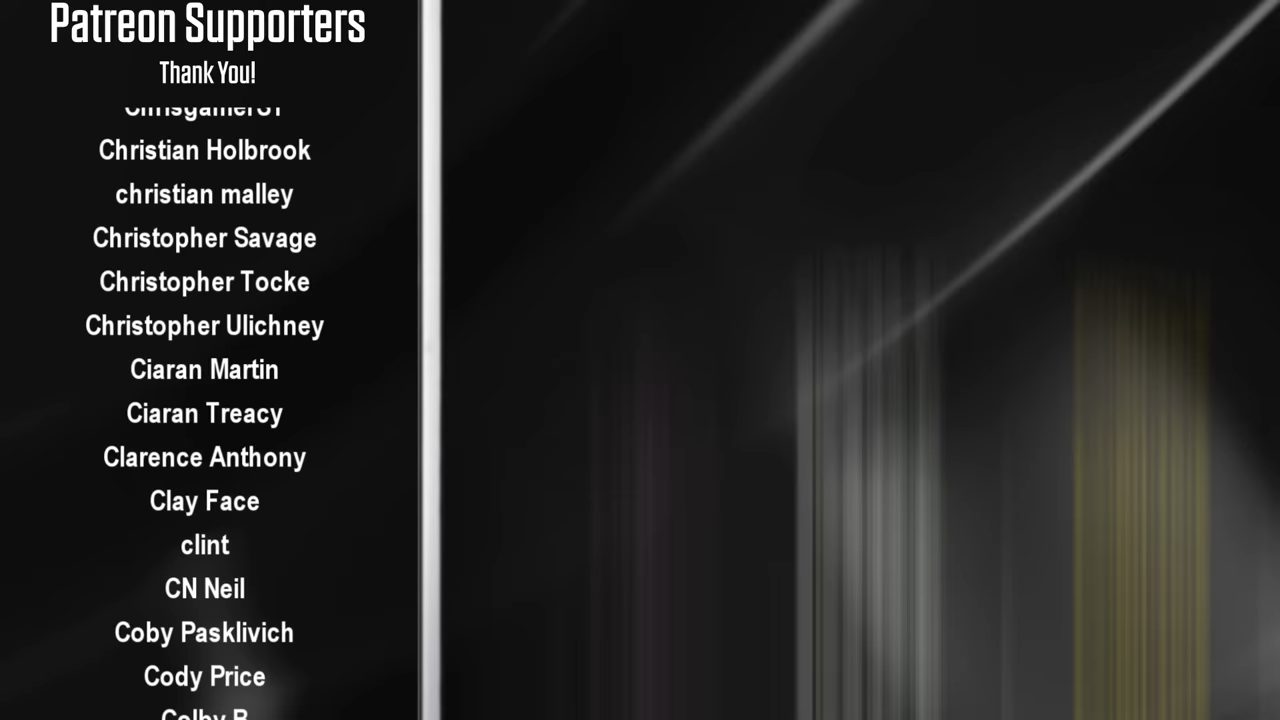 Patreon Supporters
Thank You!
Christian Holbrook
christian malley
Christopher Savage
Christopher Tocke
Christopher Ulichney
Ciaran Martin
Ciaran Treacy
Clarence Anthony
Clay Face
clint
CN Neil
Coby Pasklivich
Cody Price
Colby B